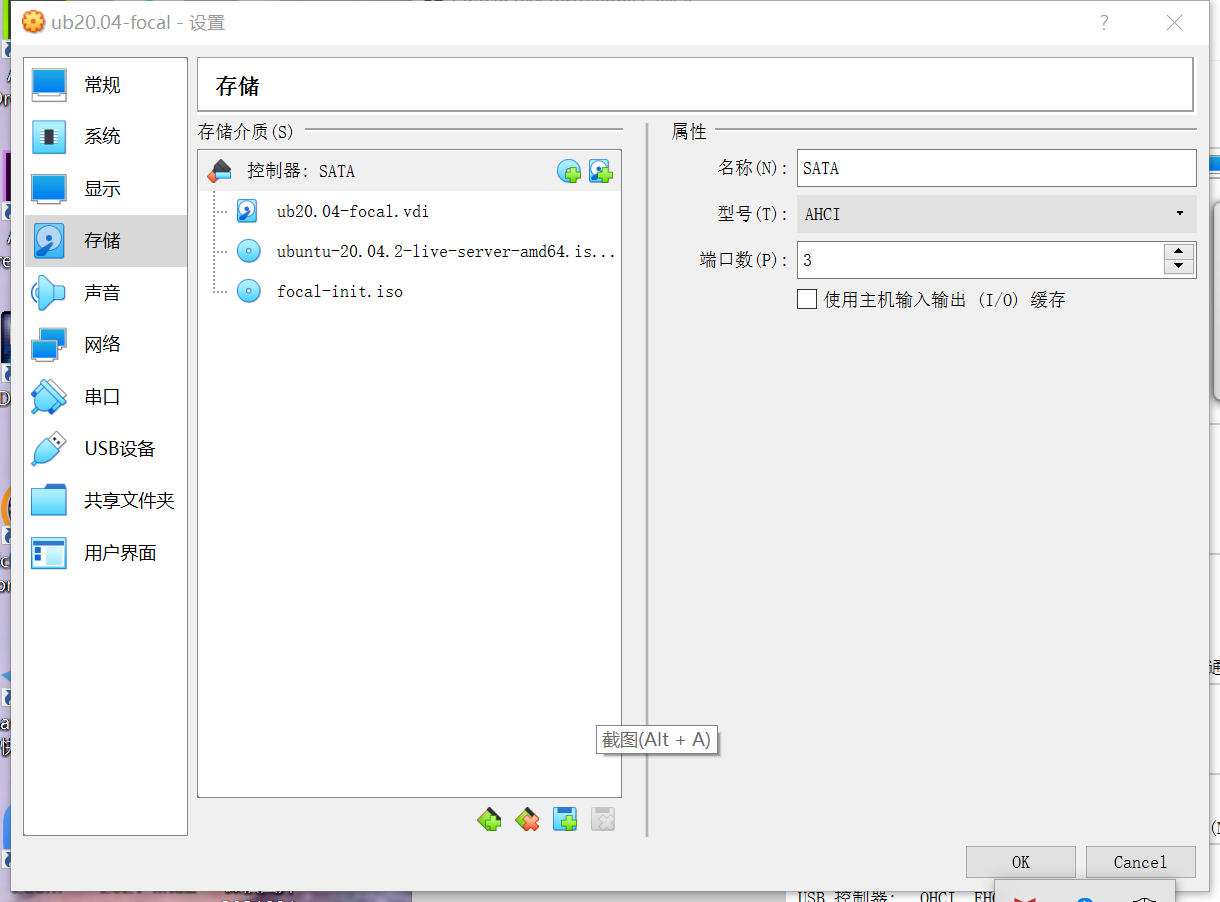 ub20.04-focal - 设置
?
常规
系统
显示
存储
声音
网络
串口
USB设备
共享文件夹
用户界面
存储
存储介质(S)
控制器: SATA
ub20.04-focal.vdi
ubuntu-20.04.2-live-server-amd64.is...
focal-init.iso
属性
名称(N): SATA
型号(T): AHCI
端口数(P): 3
使用主机输入输出 (I/O) 缓存
截图(Alt + A)
OK
Cancel
USB 控制器: OHCI
通